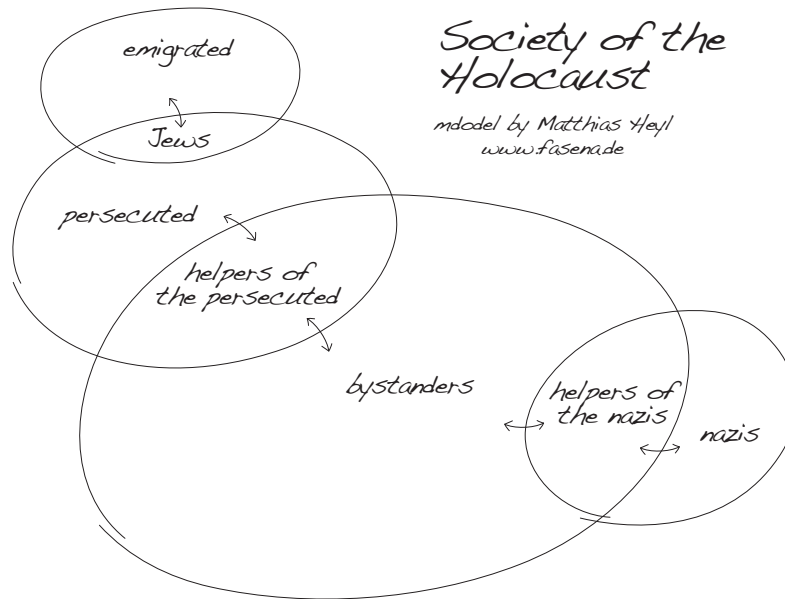 emigrated
Society of the
Holocaust
mdodel by Matthias Heyl
www.fasena.de
Jews
persecuted
helpers of
the persecuted
bystanders
helpers of
the nazis
nazis